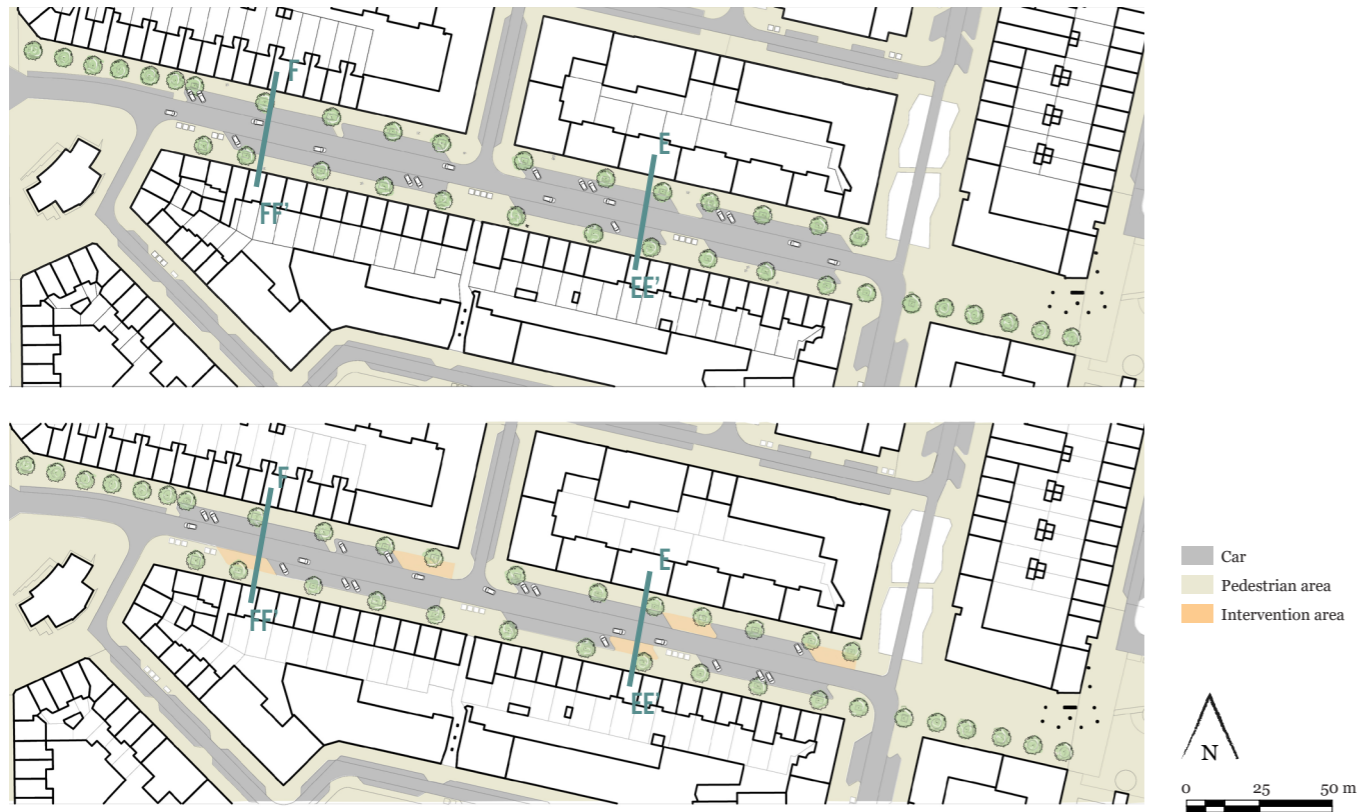 F
E
FF'
EE'
F
E
FF'
EE'
Car
Pedestrian area
Intervention area
N
0 25 50 m